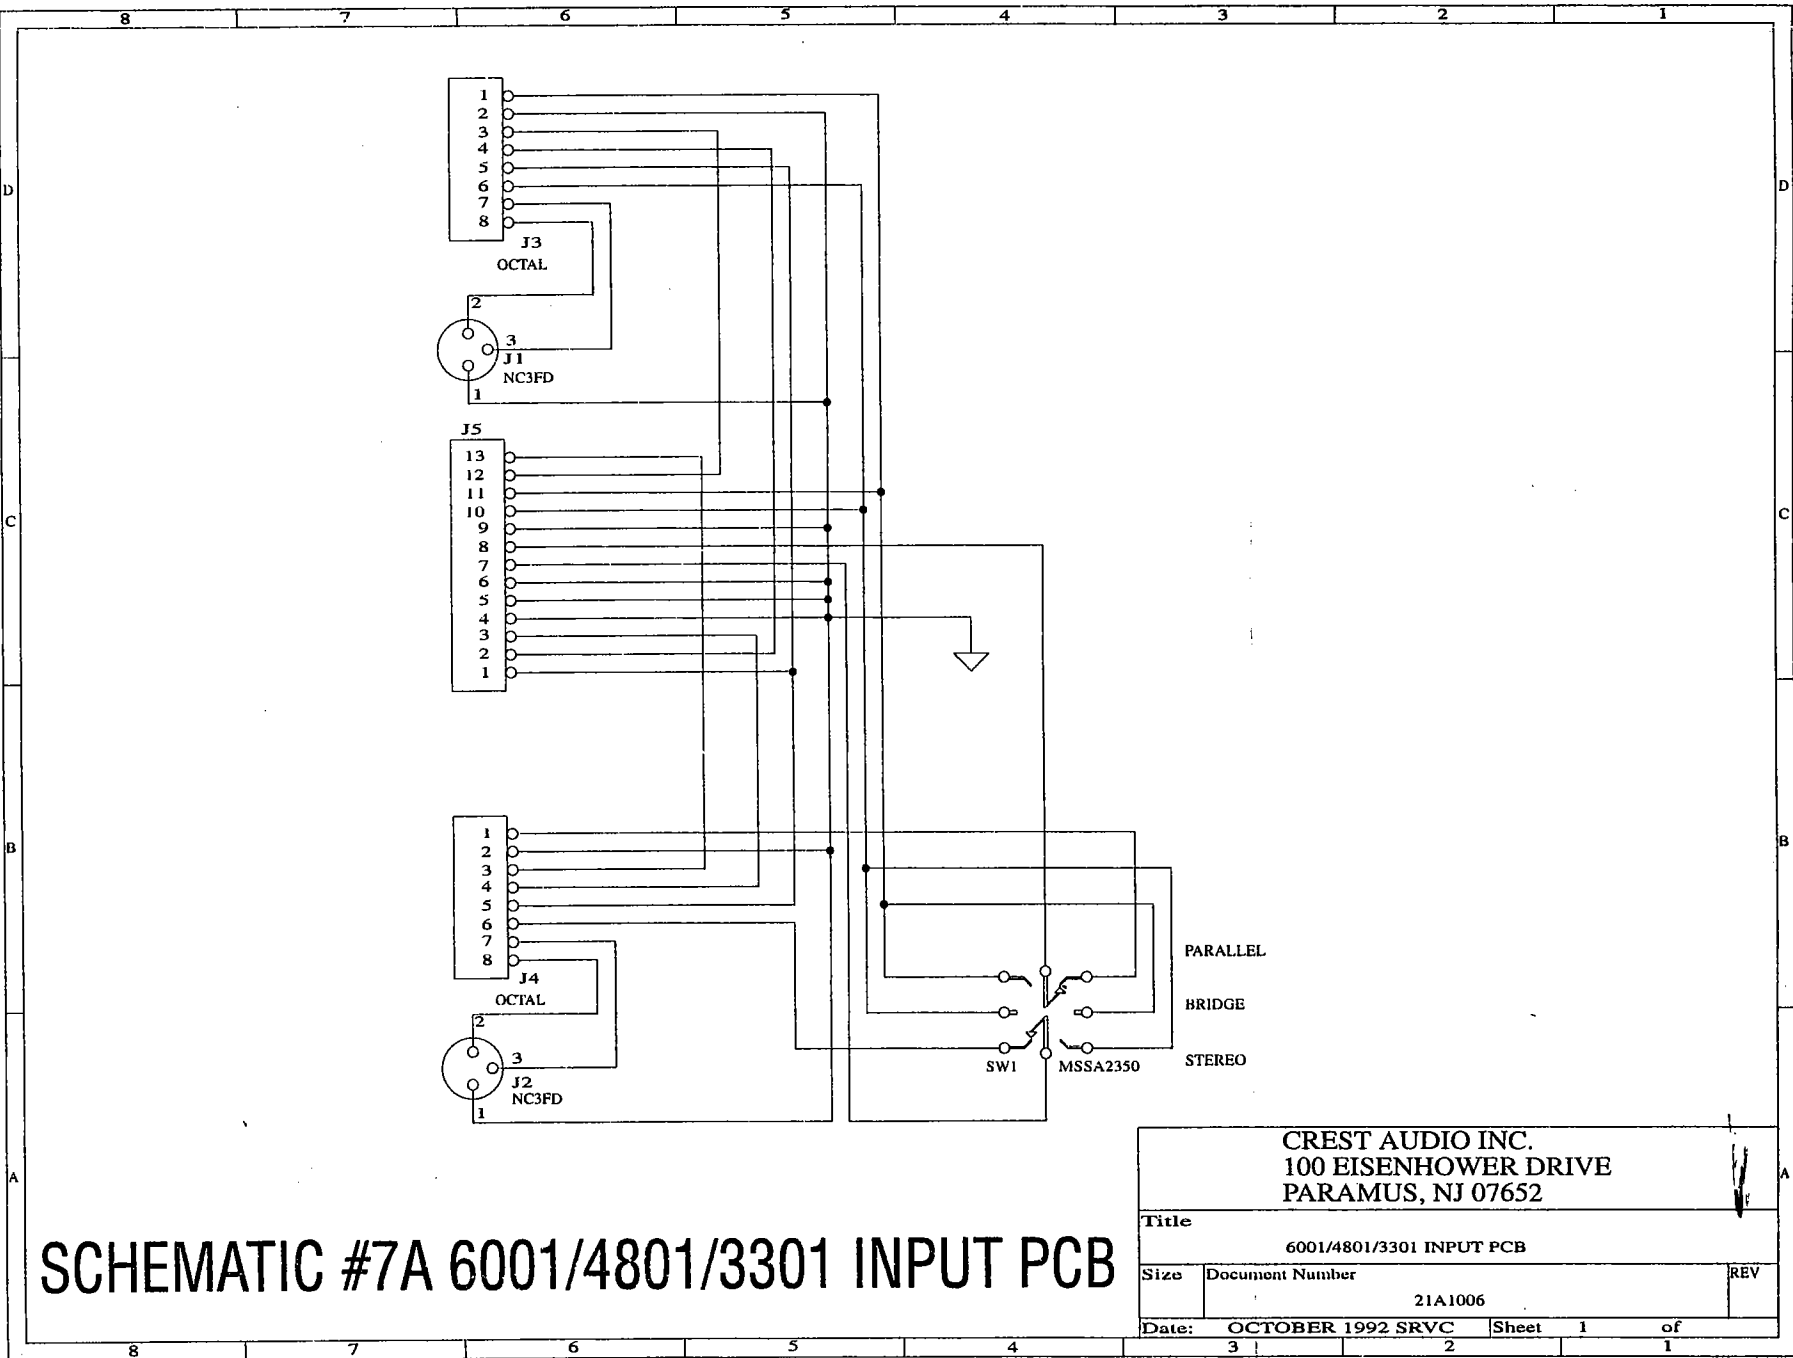 8 7 6 5 4 3 2 1
D D
1
2
3
4
5
6
7
8
J3
OCTAL
2
3
J1
NC3FD
1
J5
13
12
11
10
9
8
7
6
5
4
3
2
1
C C
B B
1
2
3
4
5
6
7
8
J4
OCTAL
2
3
J2
NC3FD
1
PARALLEL
BRIDGE
STEREO
SW1 MSSA2350
A A
CREST AUDIO INC.
100 EISENHOWER DRIVE
PARAMUS, NJ 07652
Title
6001/4801/3301 INPUT PCB
Size Document Number REV
21A1006
Date: OCTOBER 1992 SRVC Sheet 1 of
SCHEMATIC #7A 6001/4801/3301 INPUT PCB
8 7 6 5 4 3 2 1